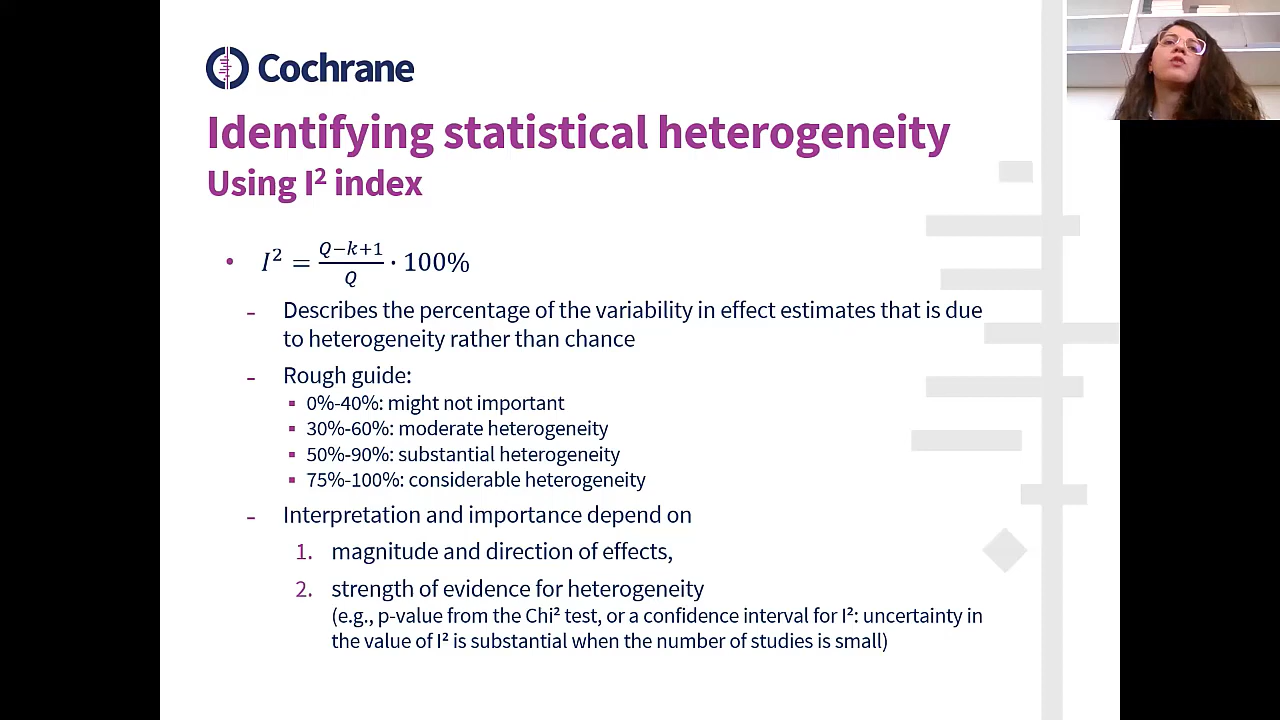 Cochrane
Identifying statistical heterogeneity
Using I² index
• I² = (Q−k+1)/Q · 100%
- Describes the percentage of the variability in effect estimates that is due
to heterogeneity rather than chance
- Rough guide:
▪ 0%-40%: might not important
▪ 30%-60%: moderate heterogeneity
▪ 50%-90%: substantial heterogeneity
▪ 75%-100%: considerable heterogeneity
- Interpretation and importance depend on
1. magnitude and direction of effects,
2. strength of evidence for heterogeneity
(e.g., p-value from the Chi² test, or a confidence interval for I²: uncertainty in
the value of I² is substantial when the number of studies is small)